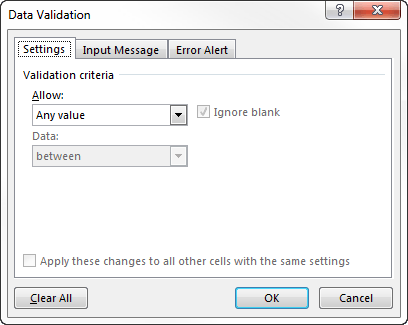 Data Validation
Settings Input Message Error Alert
Validation criteria
Allow:
Any value Ignore blank
Data:
between
Apply these changes to all other cells with the same settings
Clear All OK Cancel